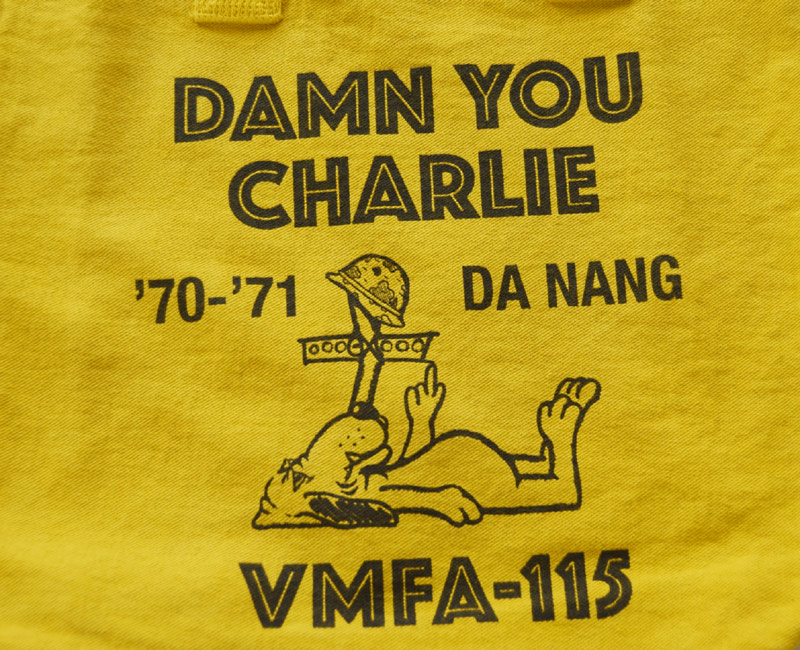 DAMN YOU
CHARLIE
’70-’71 DA NANG
VMFA-115